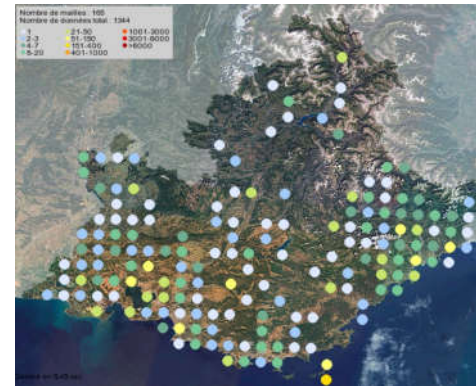 Nombre de mailles : 165
Nombre de données total : 1344
1 21-50 1001-3000
2-3 51-150 3001-6000
4-7 151-400 >6000
8-20 401-1000